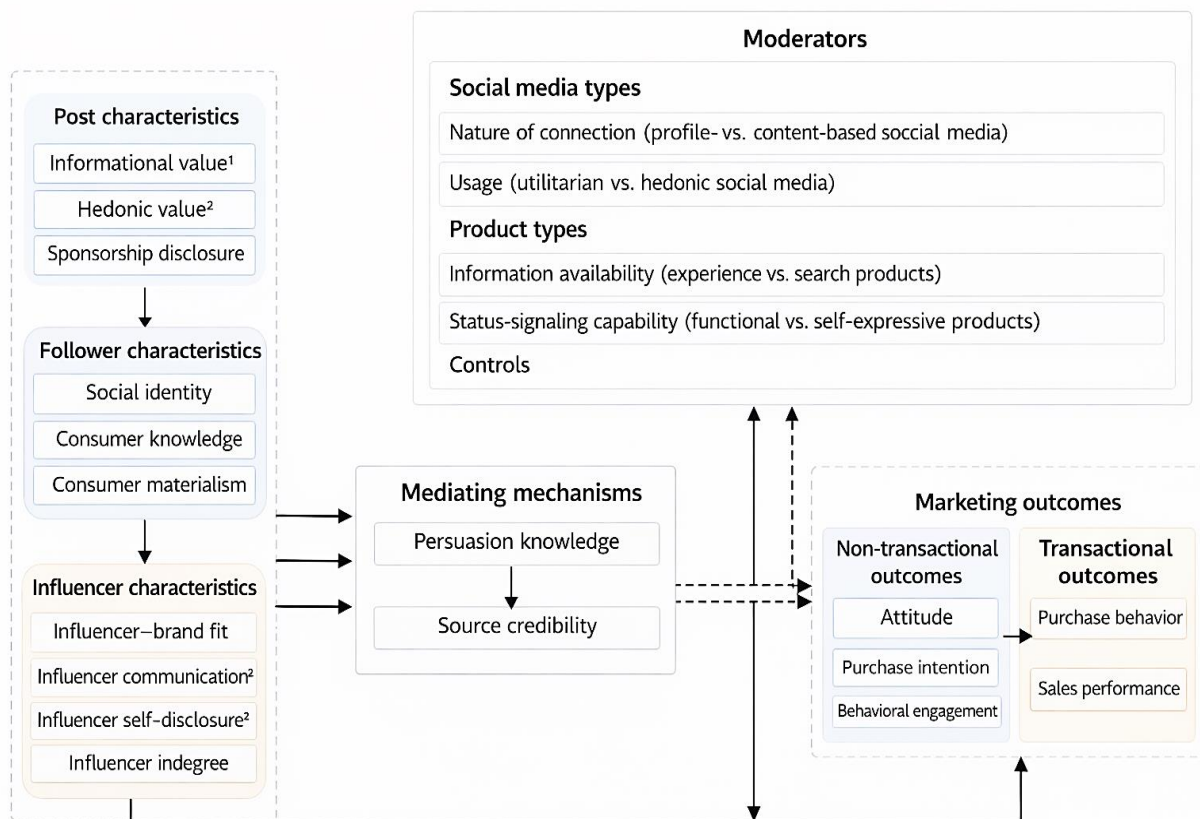 Moderators
Social media types
Nature of connection (profile- vs. content-based soccial media)
Usage (utilitarian vs. hedonic social media)
Product types
Information availability (experience vs. search products)
Status-signaling capability (functional vs. self-expressive products)
Controls
Post characteristics
Informational value¹
Hedonic value²
Sponsorship disclosure
Follower characteristics
Social identity
Consumer knowledge
Consumer materialism
Influencer characteristics
Influencer–brand fit
Influencer communication²
Influencer self-disclosure²
Influencer indegree
Mediating mechanisms
Persuasion knowledge
Source credibility
Marketing outcomes
Non-transactional
outcomes
Attitude
Purchase intention
Behavioral engagement
Transactional
outcomes
Purchase behavior
Sales performance